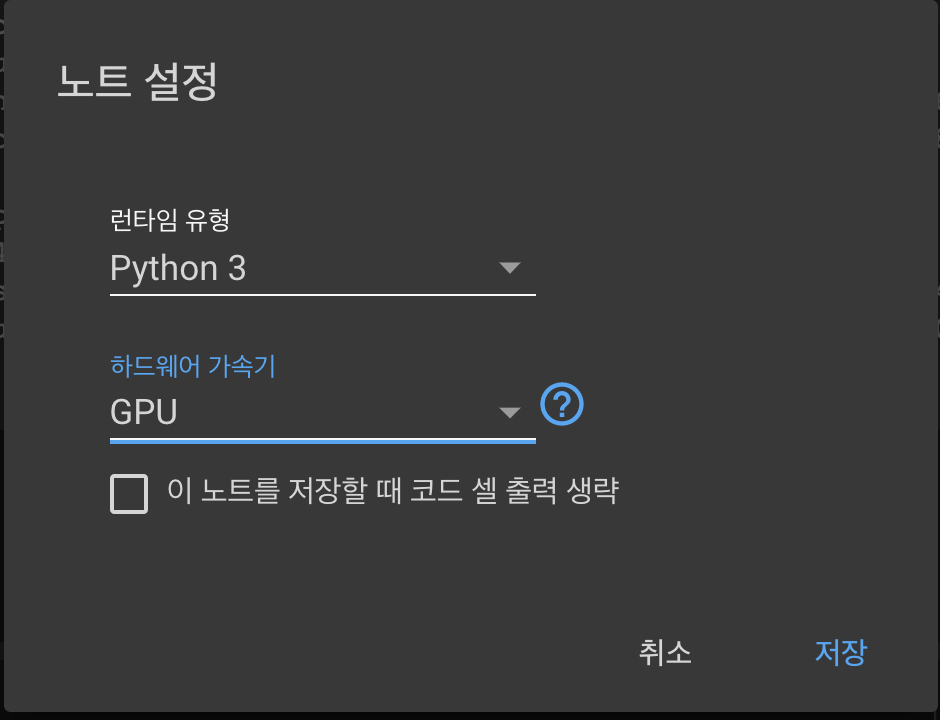 노트 설정
런타임 유형
Python 3
하드웨어 가속기
GPU
이 노트를 저장할 때 코드 셀 출력 생략
취소 저장